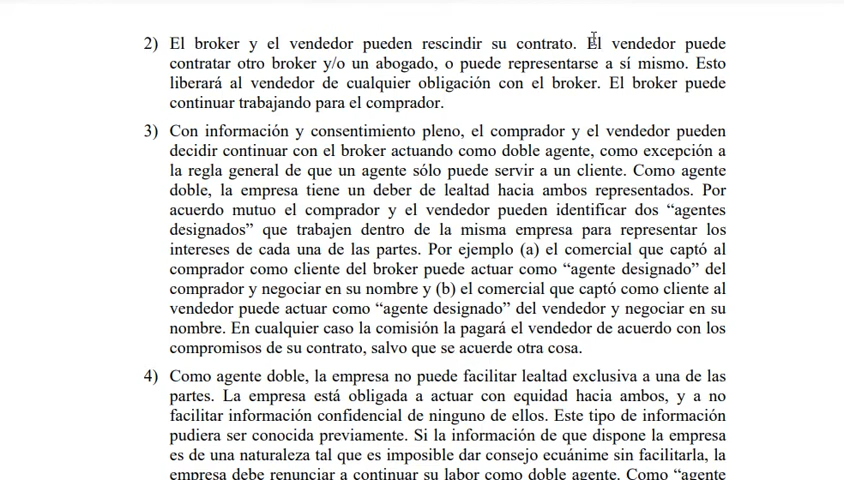 2) El broker y el vendedor pueden rescindir su contrato. El vendedor puede
contratar otro broker y/o un abogado, o puede representarse a sí mismo. Esto
liberará al vendedor de cualquier obligación con el broker. El broker puede
continuar trabajando para el comprador.
3) Con información y consentimiento pleno, el comprador y el vendedor pueden
decidir continuar con el broker actuando como doble agente, como excepción a
la regla general de que un agente sólo puede servir a un cliente. Como agente
doble, la empresa tiene un deber de lealtad hacia ambos representados. Por
acuerdo mutuo el comprador y el vendedor pueden identificar dos “agentes
designados” que trabajen dentro de la misma empresa para representar los
intereses de cada una de las partes. Por ejemplo (a) el comercial que captó al
comprador como cliente del broker puede actuar como “agente designado” del
comprador y negociar en su nombre y (b) el comercial que captó como cliente al
vendedor puede actuar como “agente designado” del vendedor y negociar en su
nombre. En cualquier caso la comisión la pagará el vendedor de acuerdo con los
compromisos de su contrato, salvo que se acuerde otra cosa.
4) Como agente doble, la empresa no puede facilitar lealtad exclusiva a una de las
partes. La empresa está obligada a actuar con equidad hacia ambos, y a no
facilitar información confidencial de ninguno de ellos. Este tipo de información
pudiera ser conocida previamente. Si la información de que dispone la empresa
es de una naturaleza tal que es imposible dar consejo ecuánime sin facilitarla, la
empresa debe renunciar a continuar su labor como doble agente. Como “agente